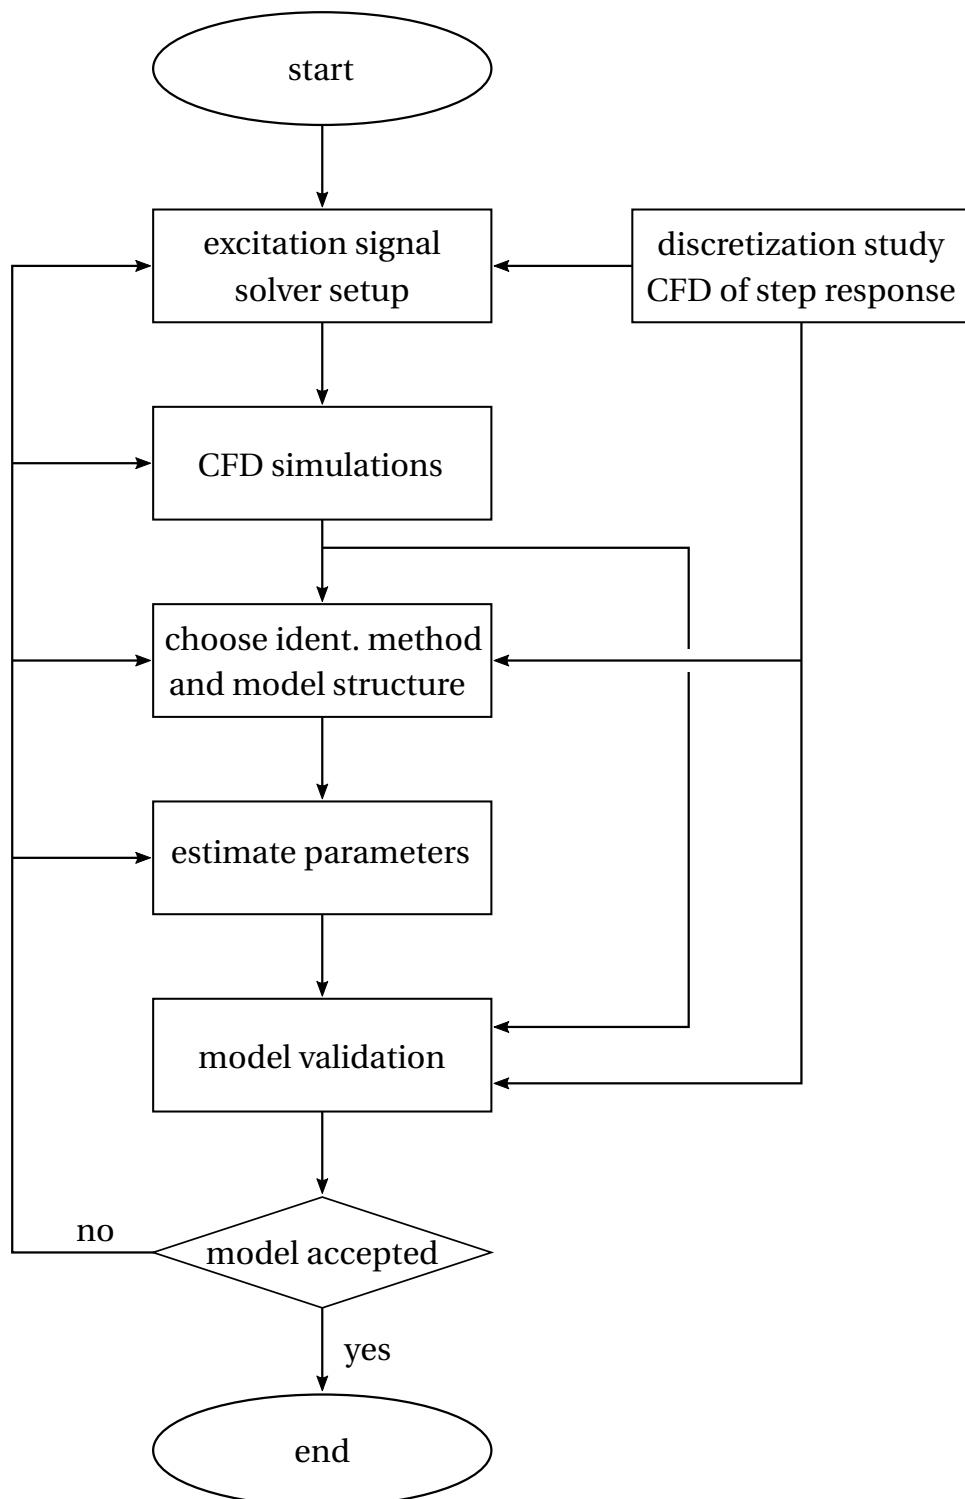 start
excitation signal
solver setup
discretization study
CFD of step response
CFD simulations
choose ident. method
and model structure
estimate parameters
model validation
no
model accepted
yes
end